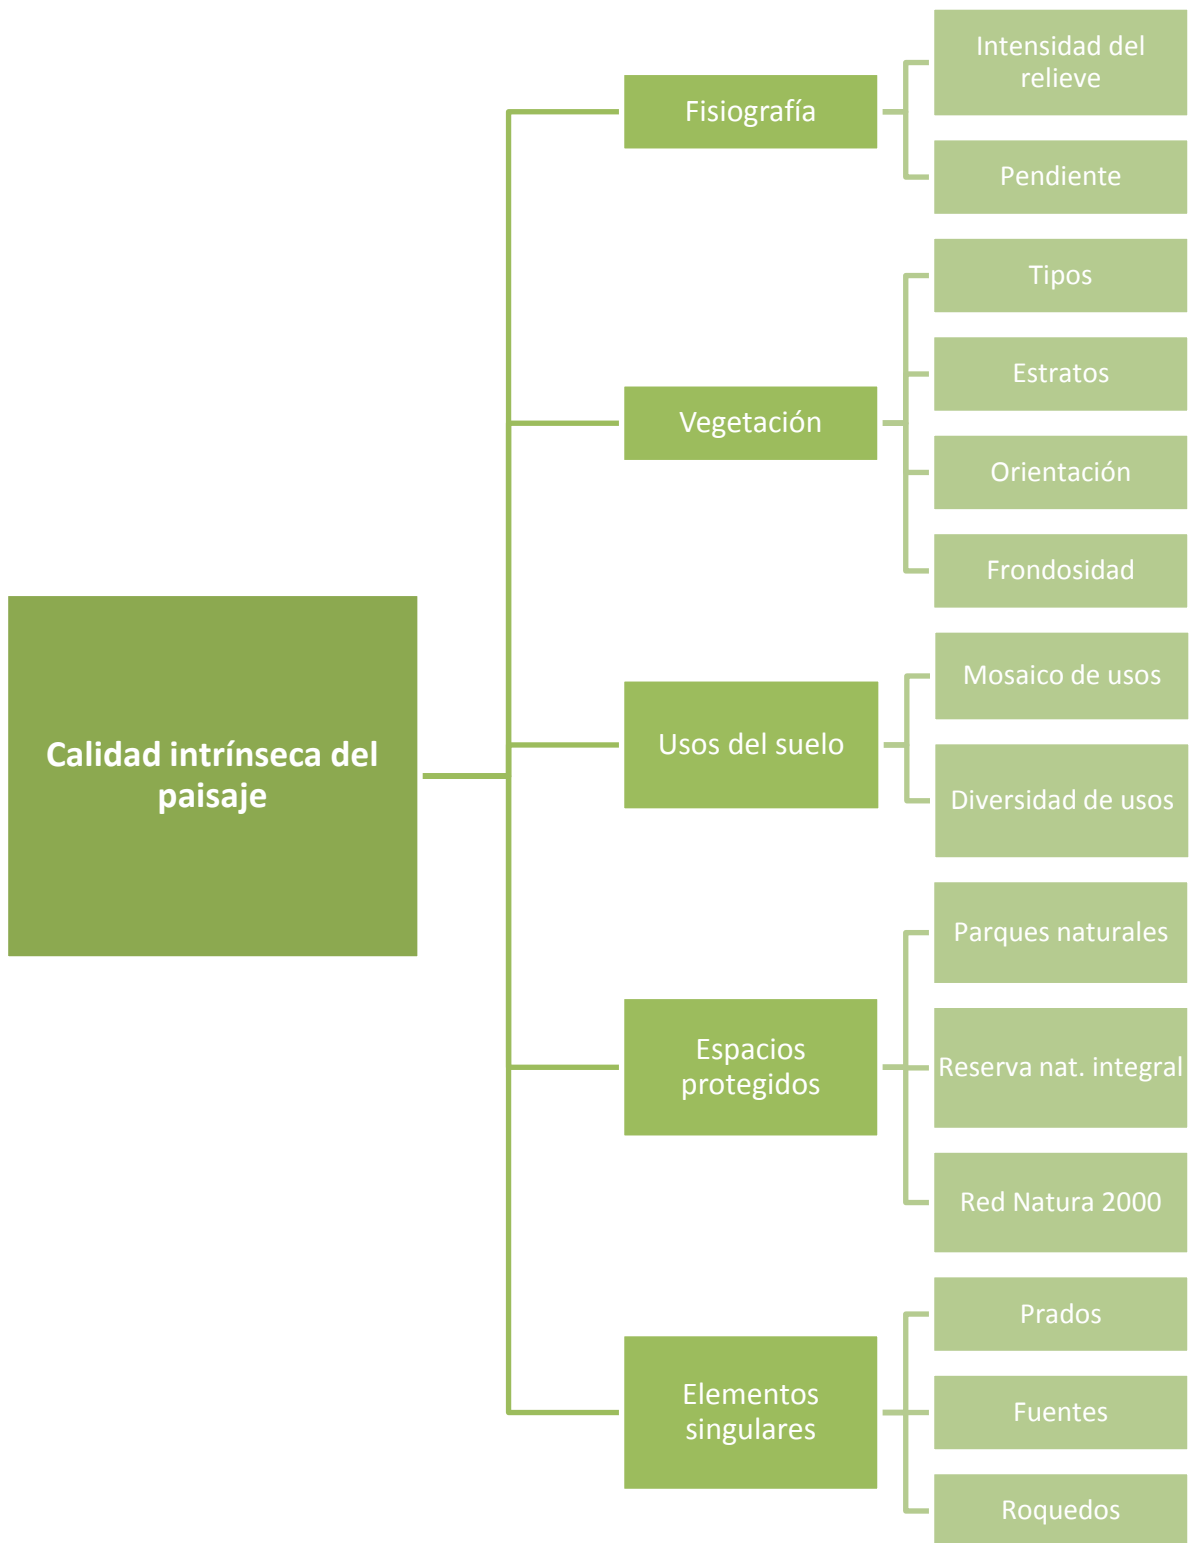 Calidad intrínseca del
paisaje
Fisiografía
Intensidad del
relieve
Pendiente
Vegetación
Tipos
Estratos
Orientación
Frondosidad
Usos del suelo
Mosaico de usos
Diversidad de usos
Espacios
protegidos
Parques naturales
Reserva nat. integral
Red Natura 2000
Elementos
singulares
Prados
Fuentes
Roquedos